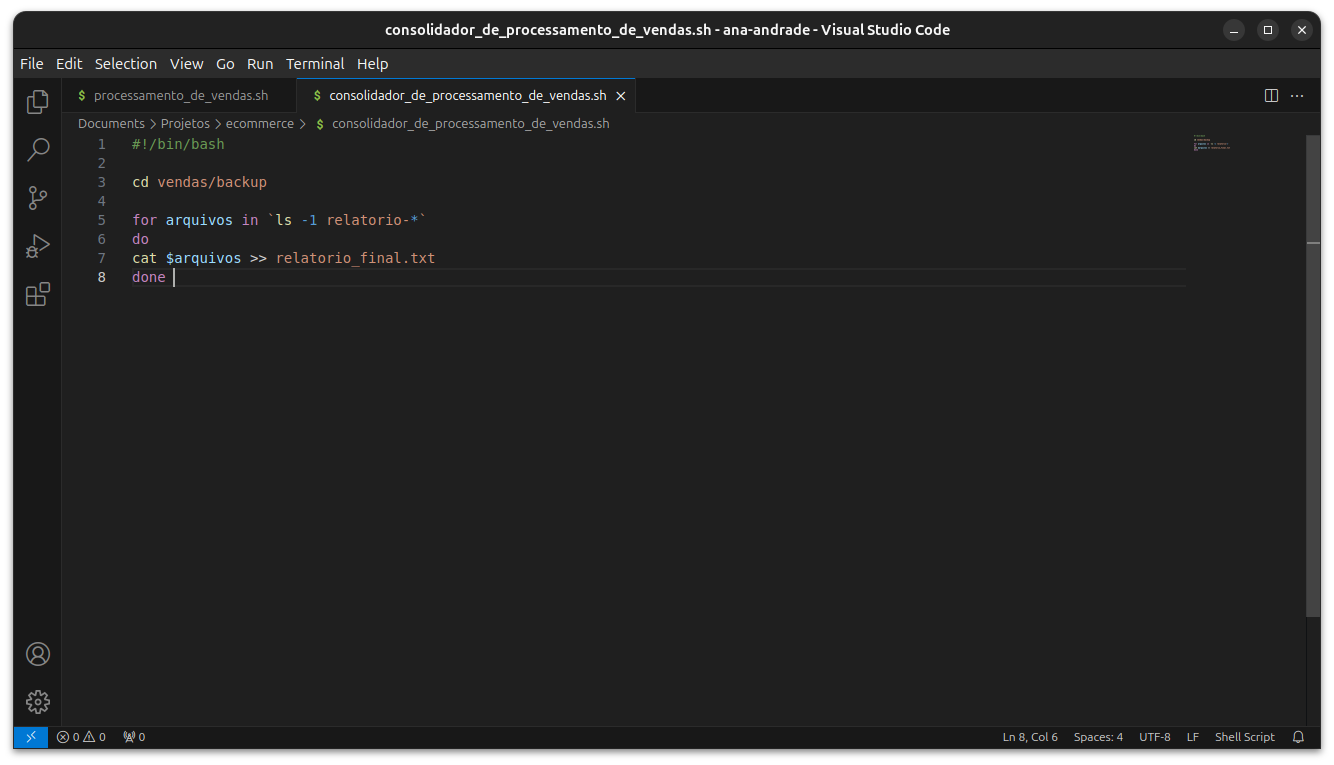 consolidador_de_processamento_de_vendas.sh - ana-andrade - Visual Studio Code
File Edit Selection View Go Run Terminal Help
$ processamento_de_vendas.sh $ consolidador_de_processamento_de_vendas.sh
Documents > Projetos > ecommerce > $ consolidador_de_processamento_de_vendas.sh
1 #!/bin/bash
2
3 cd vendas/backup
4
5 for arquivos in `ls -1 relatorio-*`
6 do
7 cat $arquivos >> relatorio_final.txt
8 done
0 0 0 Ln 8, Col 6 Spaces: 4 UTF-8 LF Shell Script